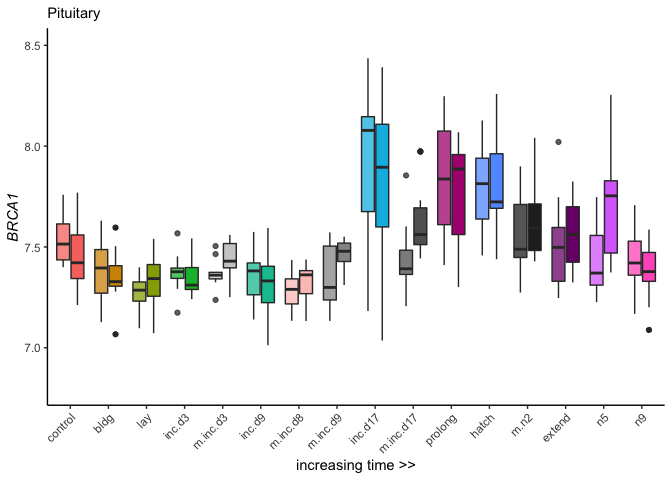 Pituitary
8.5
8.0
7.5
7.0
BRCA1
control
bldg
lay
inc.d3
m.inc.d3
inc.d9
m.inc.d8
m.inc.d9
inc.d17
m.inc.d17
prolong
hatch
m.n2
extend
n5
n9
increasing time >>